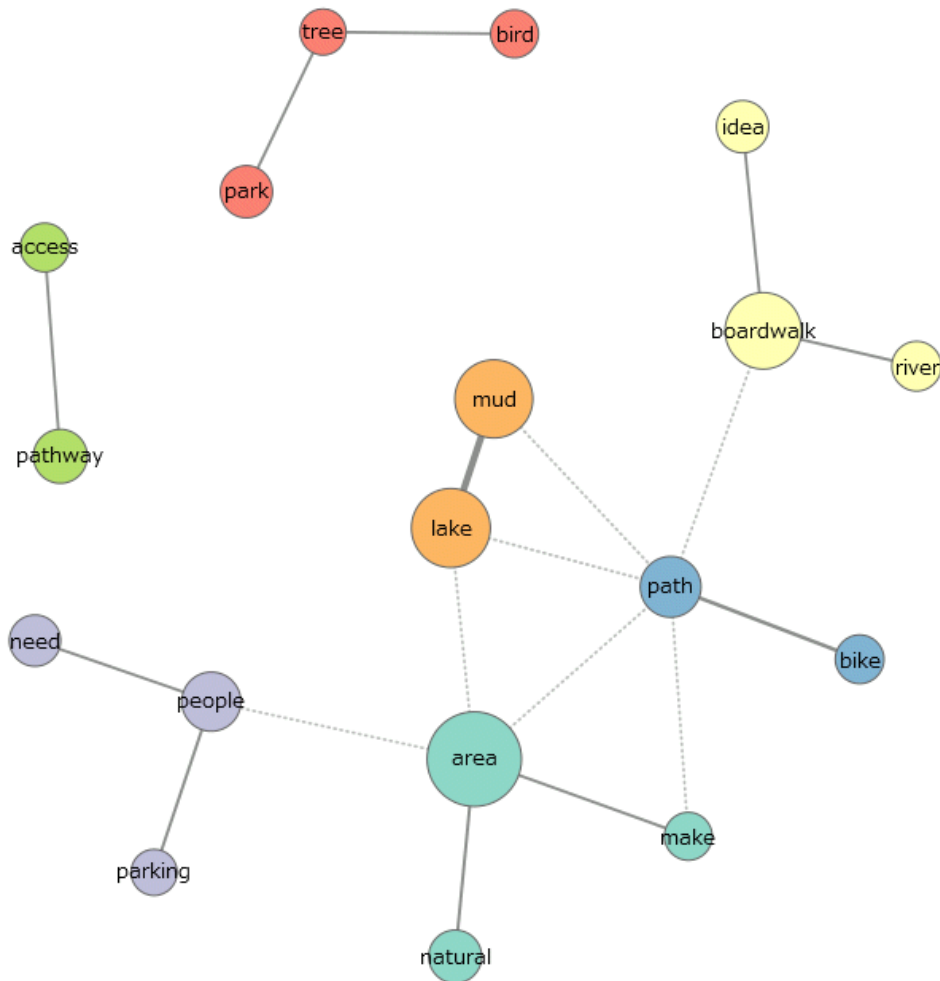 tree
bird
idea
park
access
boardwalk
river
mud
pathway
lake
path
need
bike
people
area
make
parking
natural